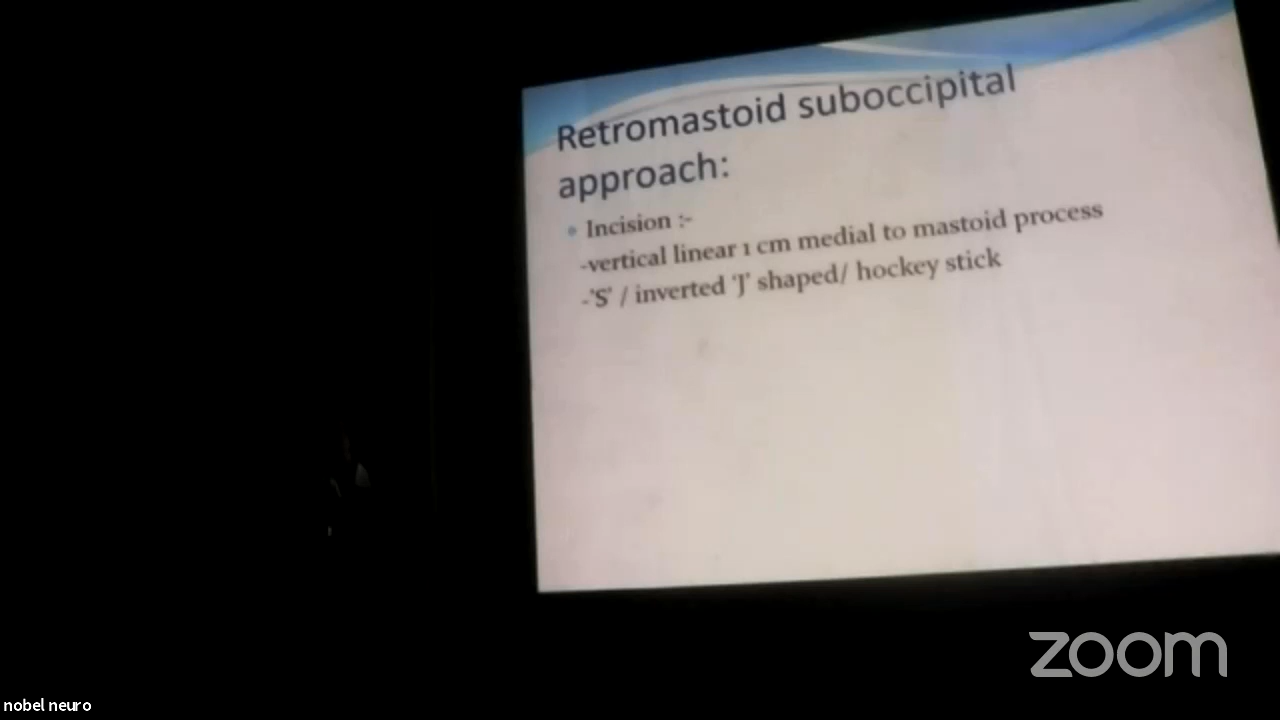 Retromastoid suboccipital
approach:
• Incision :-
-vertical linear 1 cm medial to mastoid process
-'S' / inverted 'J' shaped/ hockey stick
zoom
nobel neuro